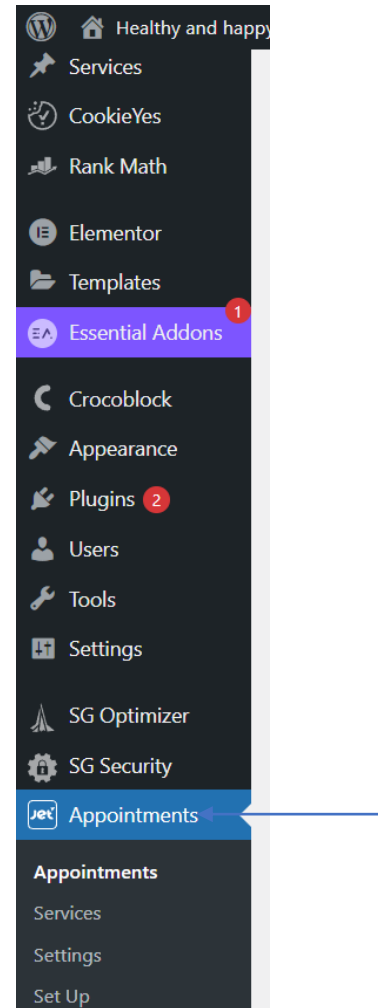 Healthy and happy
Services
CookieYes
Rank Math
Elementor
Templates
1
Essential Addons
Crocoblock
Appearance
Plugins 2
Users
Tools
Settings
SG Optimizer
SG Security
Jet Appointments
Appointments
Services
Settings
Set Up